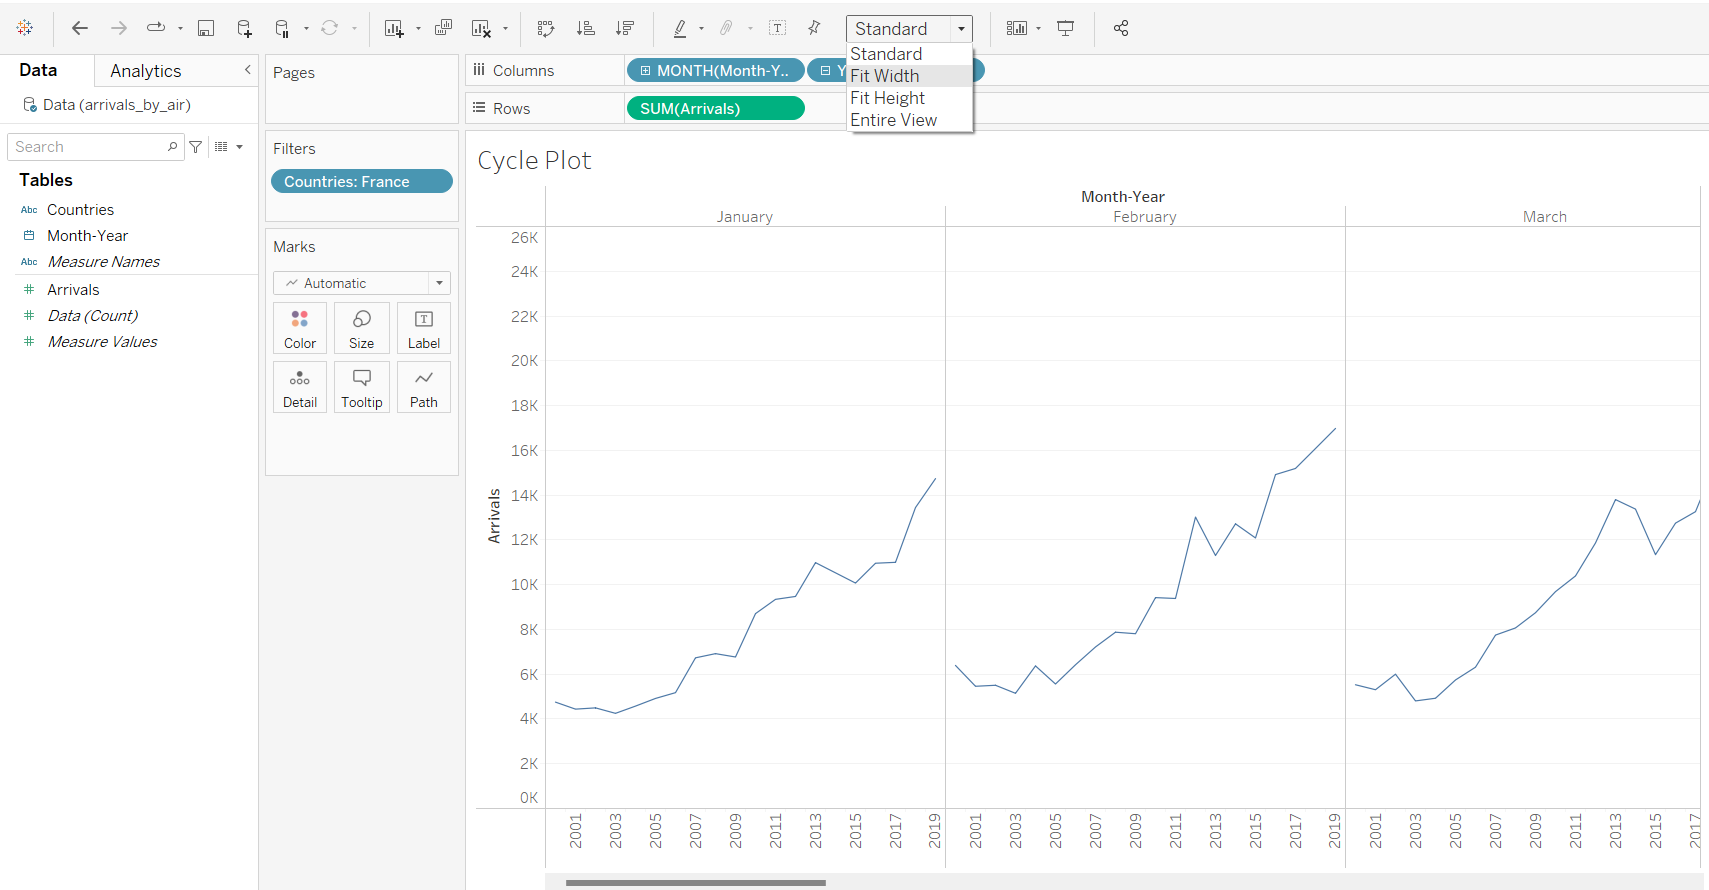 Standard
Standard
Fit Width
Fit Height
Entire View
Data
Analytics
Data (arrivals_by_air)
Search
Tables
Abc Countries
Month-Year
Abc Measure Names
# Arrivals
# Data (Count)
# Measure Values
Pages
Filters
Countries: France
Marks
Automatic
Color Size Label
Detail Tooltip Path
Columns MONTH(Month-Y.. Y
Rows SUM(Arrivals)
Cycle Plot
Month-Year
January February March
Arrivals
26K
24K
22K
20K
18K
16K
14K
12K
10K
8K
6K
4K
2K
0K
2001 2003 2005 2007 2009 2011 2013 2015 2017 2019 2001 2003 2005 2007 2009 2011 2013 2015 2017 2019 2001 2003 2005 2007 2009 2011 2013 2015 2017